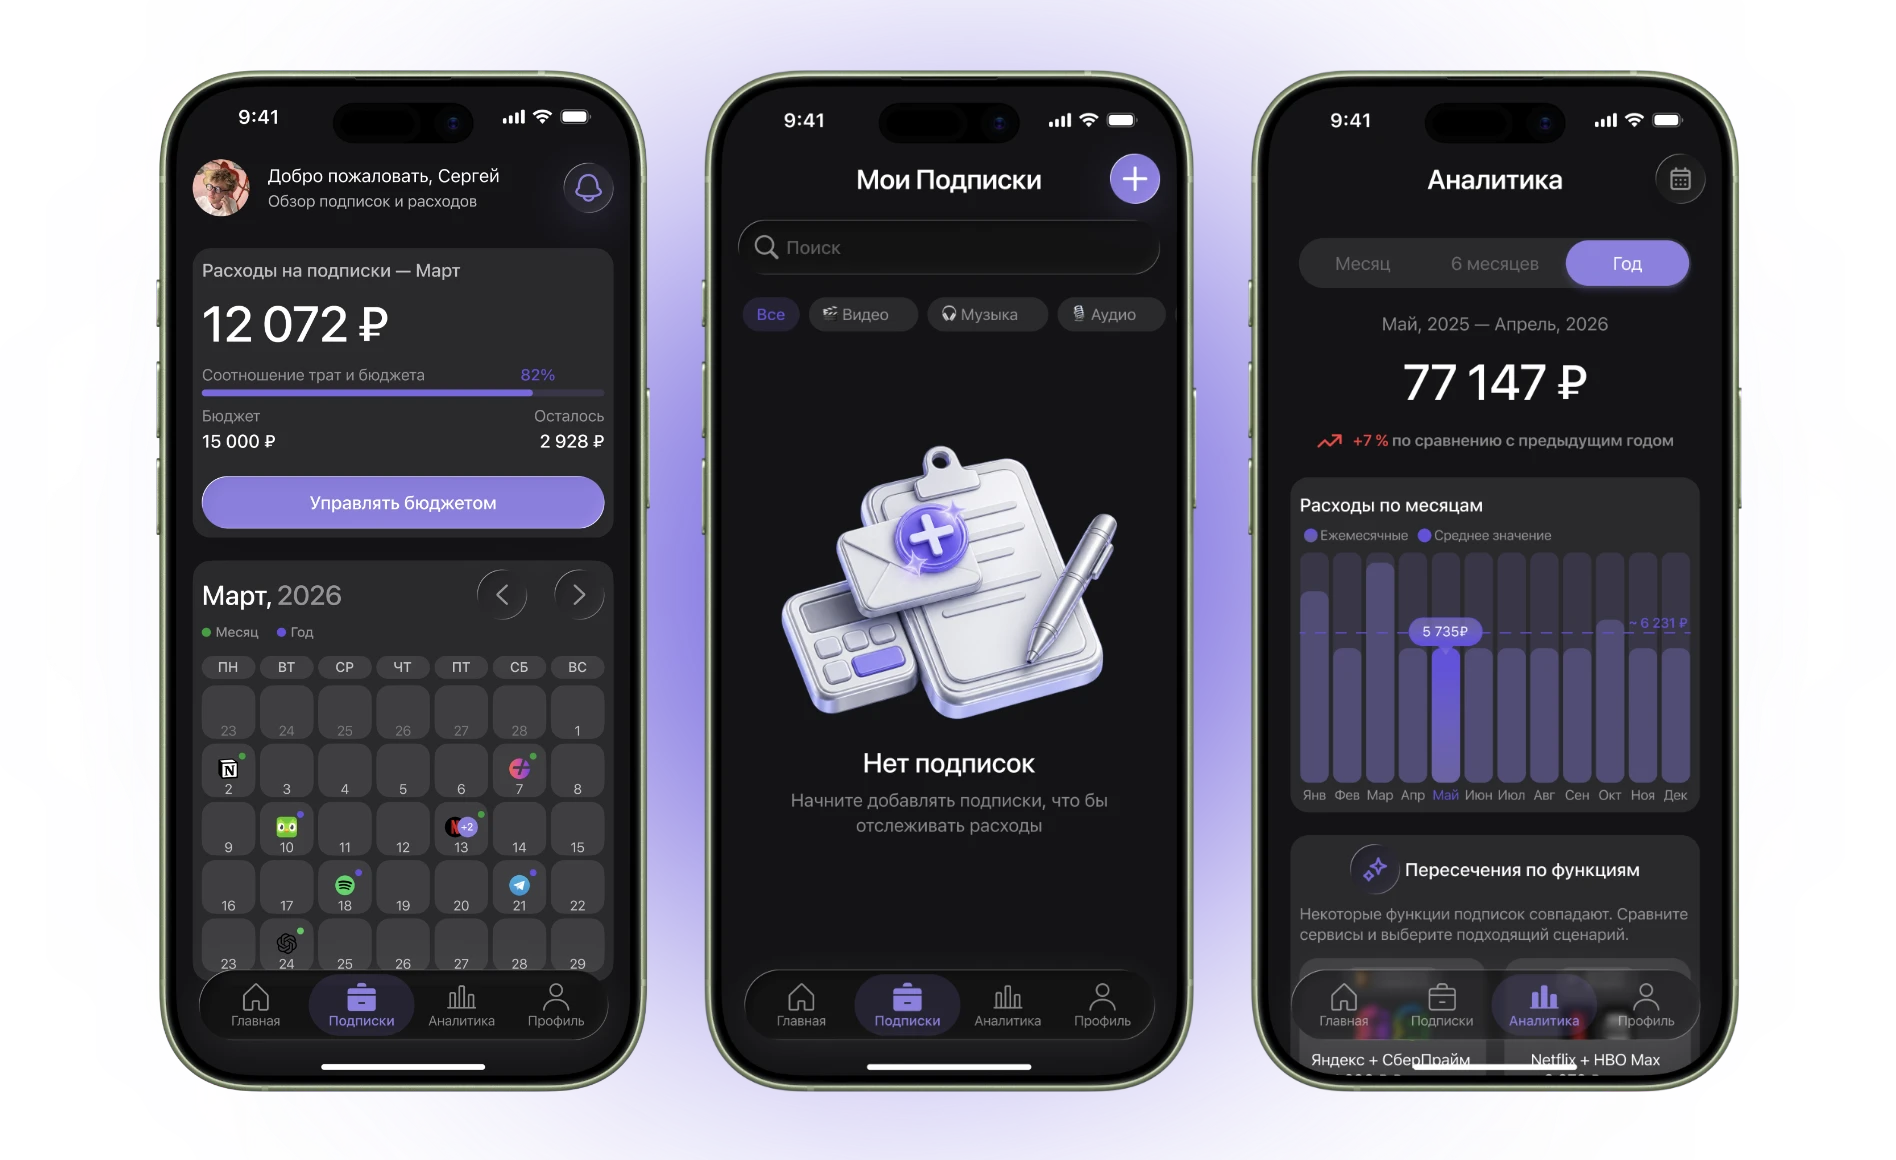 9:41
Добро пожаловать, Сергей
Обзор подписок и расходов
Расходы на подписки — Март
12 072 ₽
Соотношение трат и бюджета 82%
Бюджет Осталось
15 000 ₽ 2 928 ₽
Управлять бюджетом
Март, 2026
Месяц Год
ПН ВТ СР ЧТ ПТ СБ ВС
23 24 25 26 27 28 1
N
2 3 4 5 6 7 8
N +2
9 10 11 12 13 14 15
16 17 18 19 20 21 22
23 24 25 26 27 28 29
Главная Подписки Аналитика Профиль
9:41
Мои Подписки
Поиск
Все Видео Музыка Аудио
Нет подписок
Начните добавлять подписки, что бы
отслеживать расходы
Главная Подписки Аналитика Профиль
9:41
Аналитика
Месяц 6 месяцев Год
Май, 2025 — Апрель, 2026
77 147 ₽
+7 % по сравнению с предыдущим годом
Расходы по месяцам
Ежемесячные Среднее значение
~ 6 231 ₽
5 735₽
Янв Фев Мар Апр Май Июн Июл Авг Сен Окт Ноя Дек
Пересечения по функциям
Некоторые функции подписок совпадают. Сравните
сервисы и выберите подходящий сценарий.
Главная Подписки Аналитика Профиль
Яндекс + СберПрайм Netflix + HBO Max